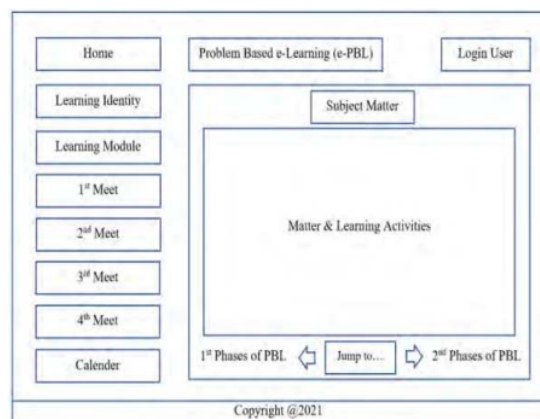 Home
Problem Based e-Learning (e-PBL)
Login User
Learning Identity
Learning Module
1st Meet
2nd Meet
3rd Meet
4th Meet
Calender
Subject Matter
Matter & Learning Activities
1st Phases of PBL
Jump to...
2nd Phases of PBL
Copyright @2021